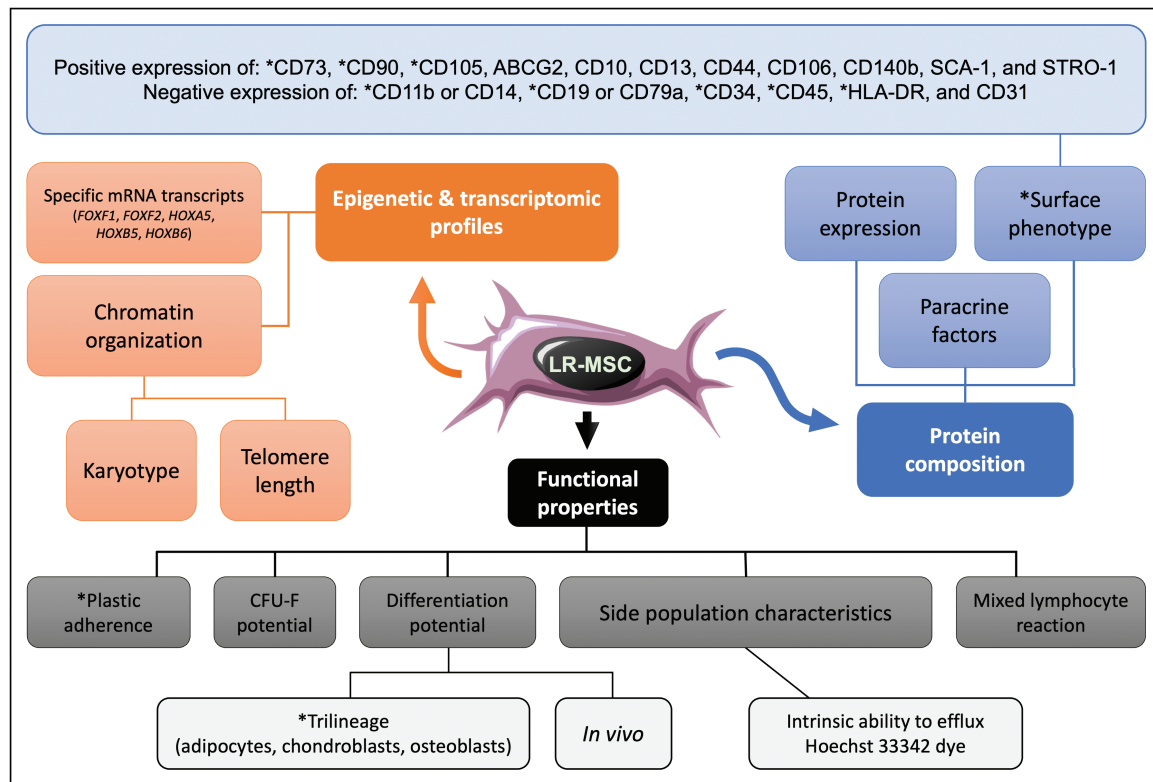 Positive expression of: *CD73, *CD90, *CD105, ABCG2, CD10, CD13, CD44, CD106, CD140b, SCA-1, and STRO-1
Negative expression of: *CD11b or CD14, *CD19 or CD79a, *CD34, *CD45, *HLA-DR, and CD31
Specific mRNA transcripts
(FOXF1, FOXF2, HOXA5,
HOXB5, HOXB6)
Epigenetic & transcriptomic
profiles
Protein
expression
*Surface
phenotype
Chromatin
organization
Paracrine
factors
LR-MSC
Karyotype
Telomere
length
Protein
composition
Functional
properties
*Plastic
adherence
CFU-F
potential
Differentiation
potential
Side population characteristics
Mixed lymphocyte
reaction
*Trilineage
(adipocytes, chondroblasts, osteoblasts)
In vivo
Intrinsic ability to efflux
Hoechst 33342 dye